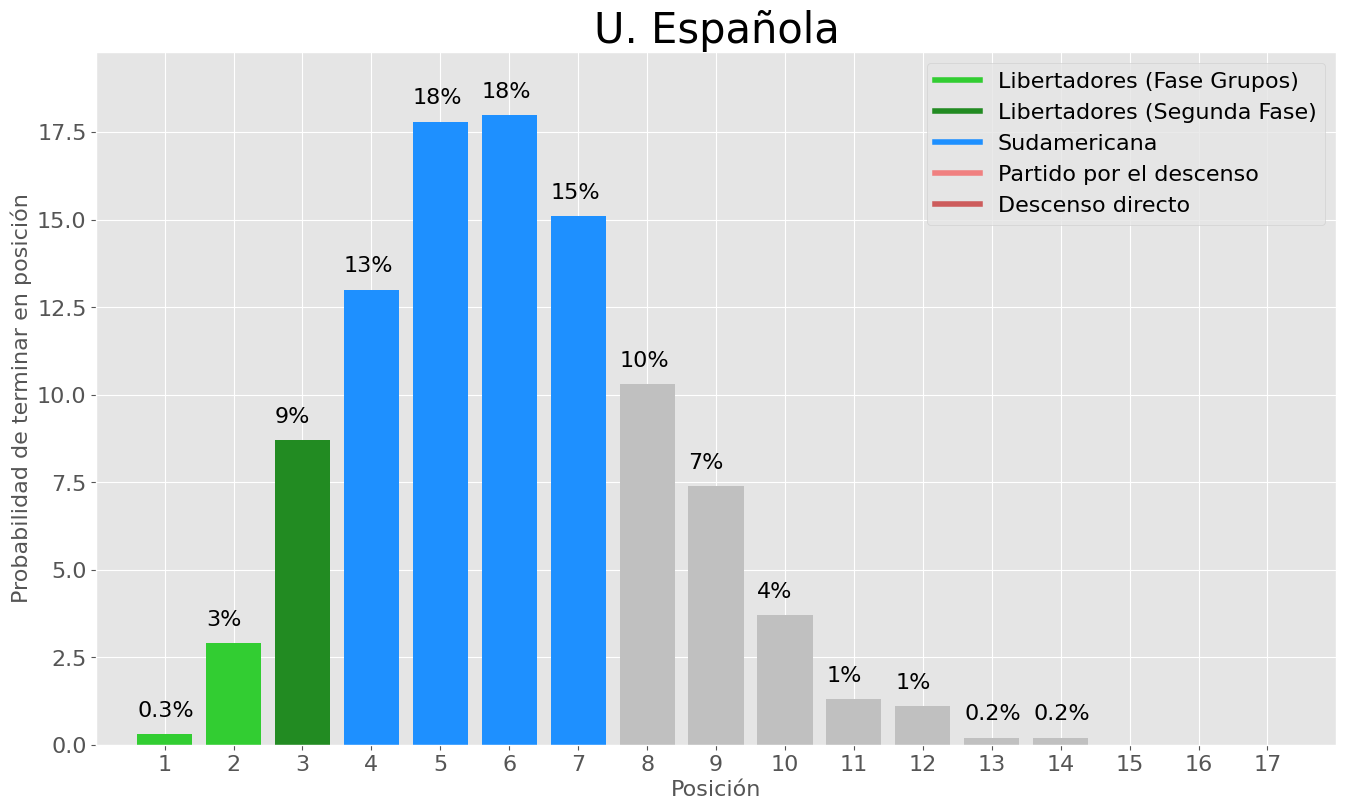 U. Española
Libertadores (Fase Grupos)
Libertadores (Segunda Fase)
Sudamericana
Partido por el descenso
Descenso directo
Probabilidad de terminar en posición
17.5
15.0
12.5
10.0
7.5
5.0
2.5
0.0
0.3%
3%
9%
13%
18%
18%
15%
10%
7%
4%
1%
1%
0.2%
0.2%
1 2 3 4 5 6 7 8 9 10 11 12 13 14 15 16 17
Posición